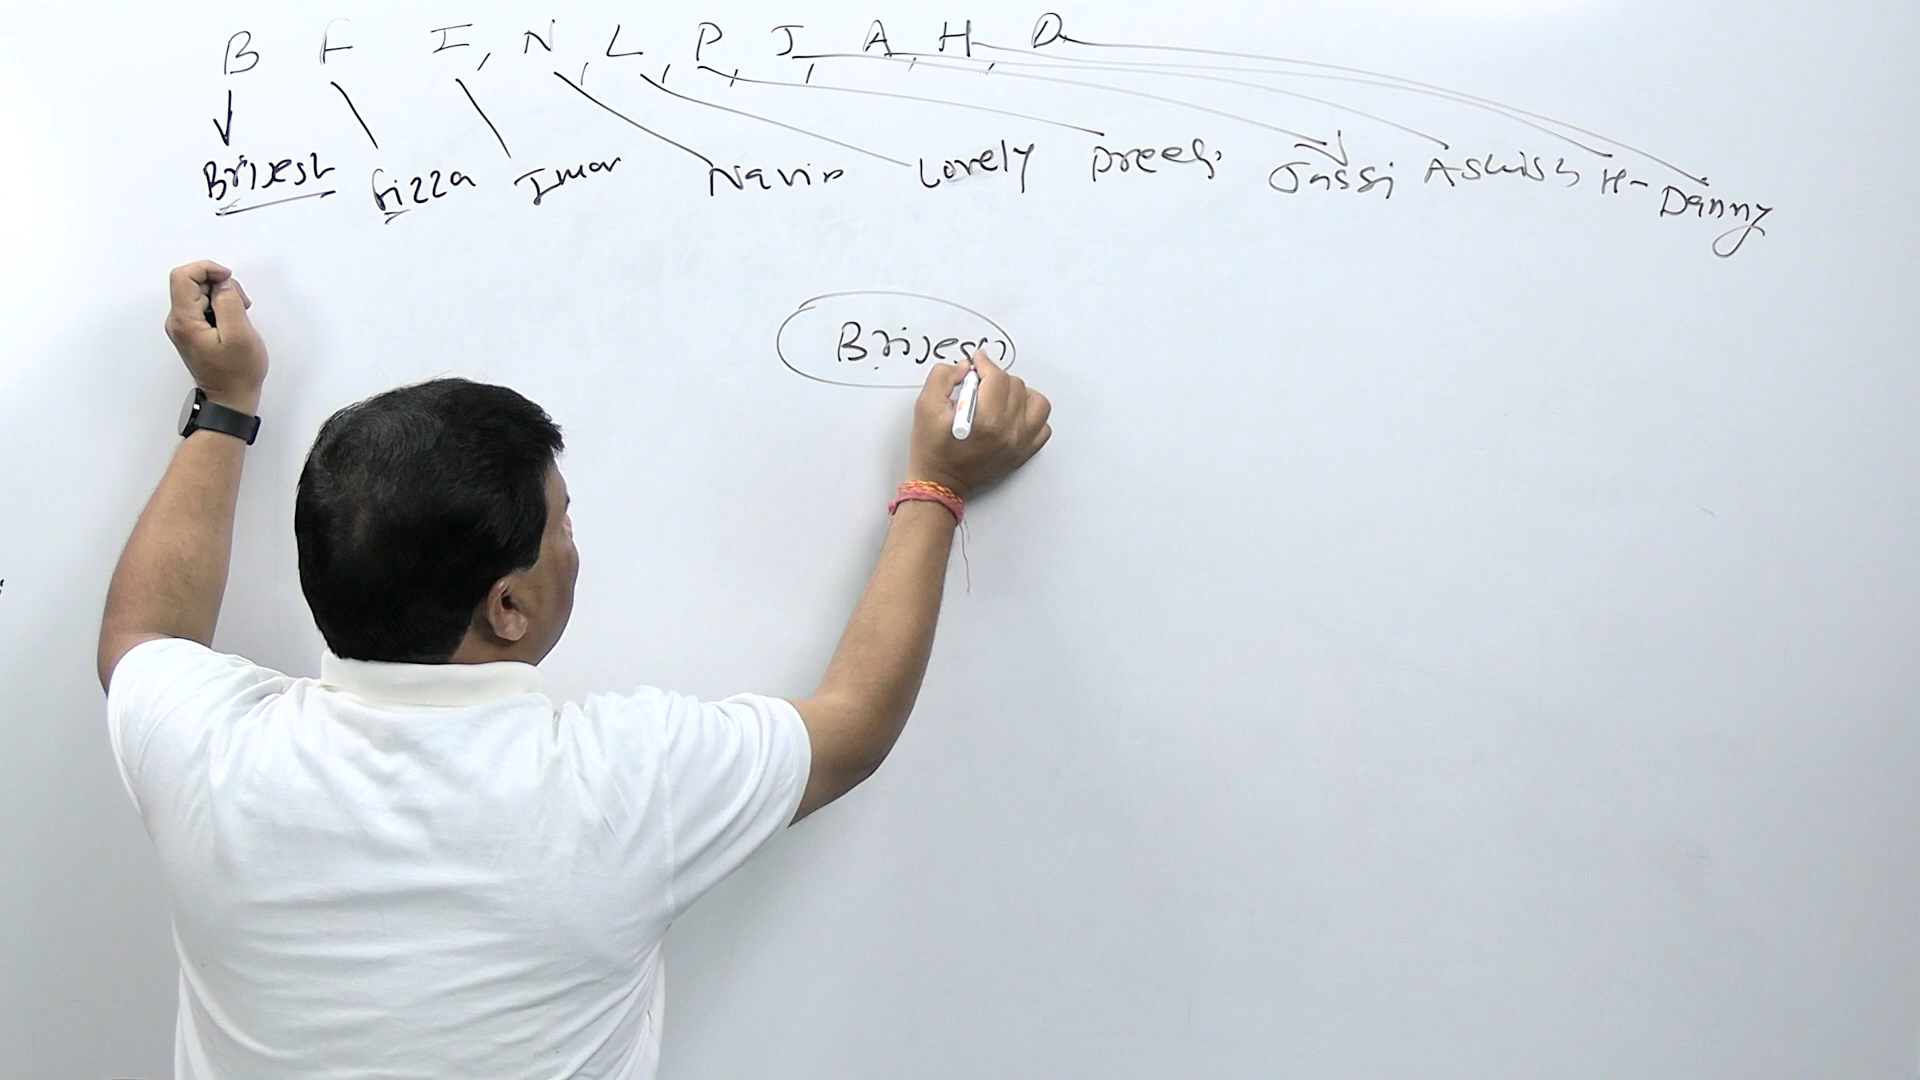 B F I, N, L, P, J, A, H, D
Brijesh Fizza Imar Navin Lovely Preeti Jassi Ashish H- Danny
Brijesh